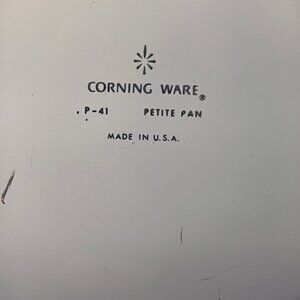 CORNING WARE®
P-41 PETITE PAN
MADE IN U.S.A.